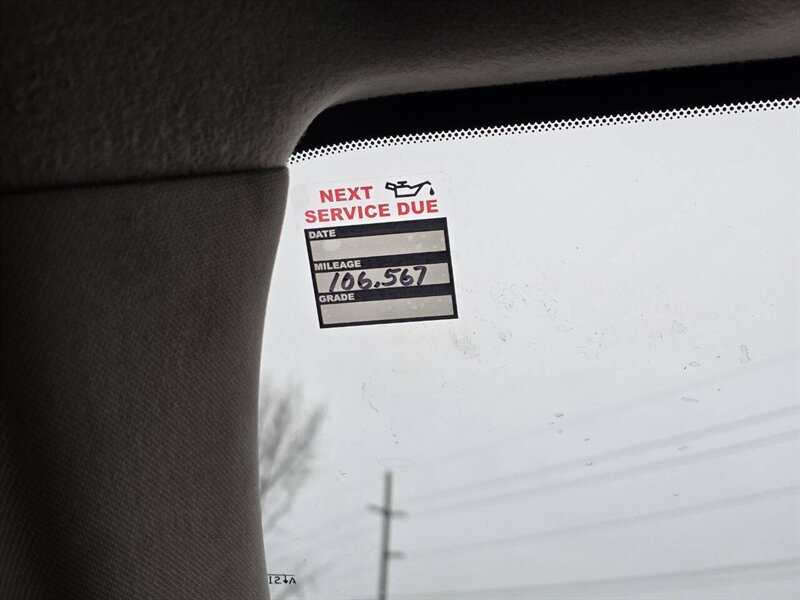 NEXT
SERVICE DUE
DATE
MILEAGE
106.567
GRADE